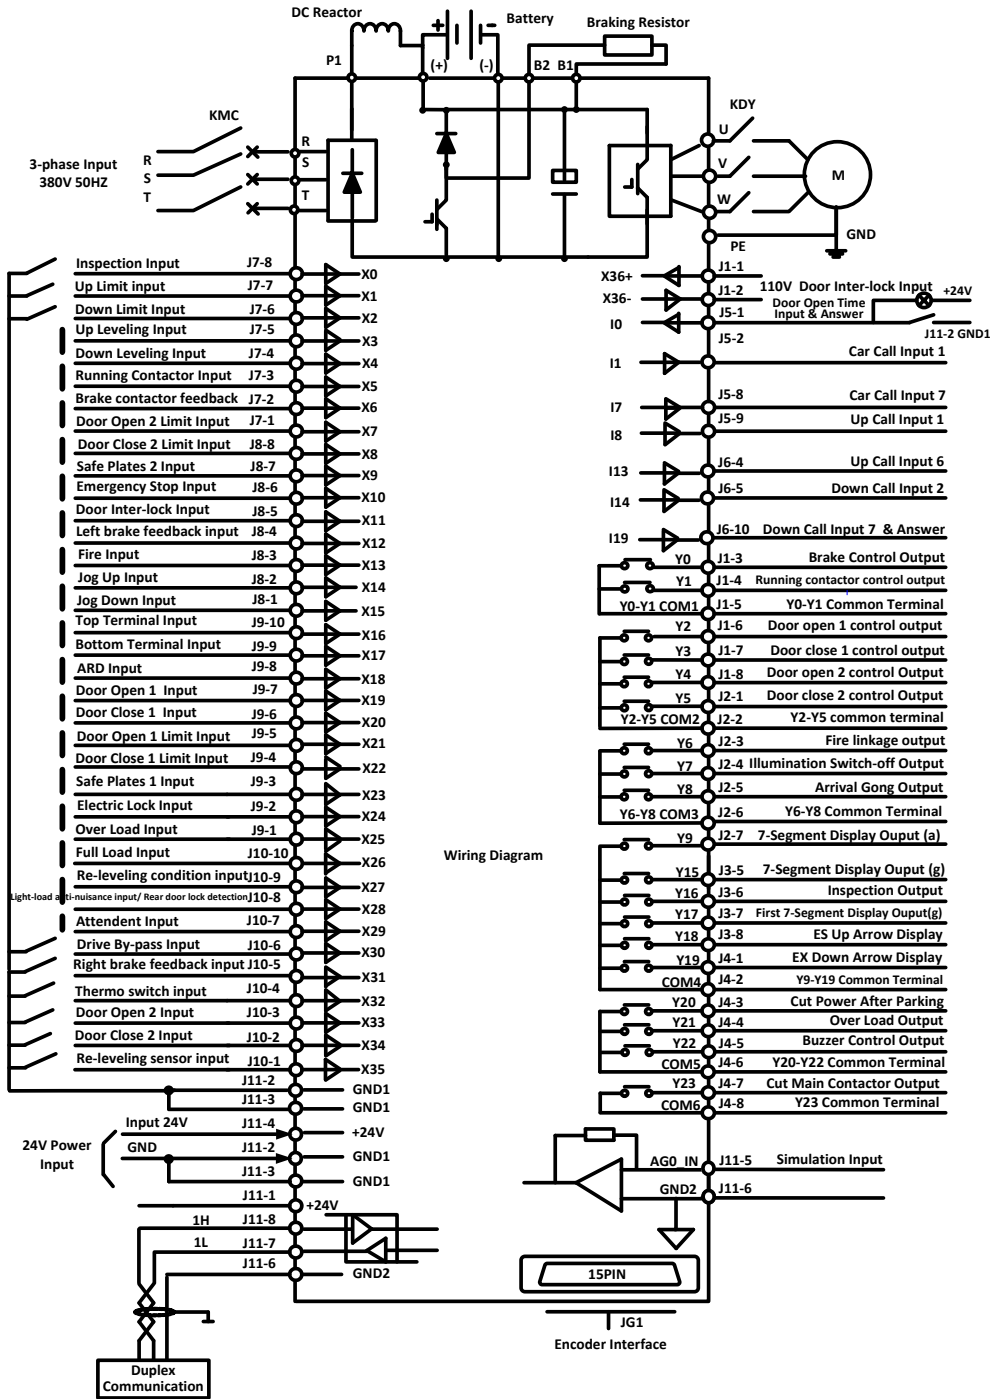 DC Reactor
Battery
Braking Resistor
+
-
P1
(+)
(-)
B2 B1
KMC
KDY
3-phase Input
380V 50HZ
R
S
T
R
S
T
U
V
W
M
GND
PE
Inspection Input J7-8 X0
Up Limit input J7-7 X1
Down Limit Input J7-6 X2
Up Leveling Input J7-5 X3
Down Leveling Input J7-4 X4
Running Contactor Input J7-3 X5
Brake contactor feedback J7-2 X6
Door Open 2 Limit Input J7-1 X7
Door Close 2 Limit Input J8-8 X8
Safe Plates 2 Input J8-7 X9
Emergency Stop Input J8-6 X10
Door Inter-lock Input J8-5 X11
Left brake feedback input J8-4 X12
Fire Input J8-3 X13
Jog Up Input J8-2 X14
Jog Down Input J8-1 X15
Top Terminal Input J9-10 X16
Bottom Terminal Input J9-9 X17
ARD Input J9-8 X18
Door Open 1 Input J9-7 X19
Door Close 1 Input J9-6 X20
Door Open 1 Limit Input J9-5 X21
Door Close 1 Limit Input J9-4 X22
Safe Plates 1 Input J9-3 X23
Electric Lock Input J9-2 X24
Over Load Input J9-1 X25
Full Load Input J10-10 X26
Re-leveling condition input J10-9 X27
Light-load anti-nuisance input/ Rear door lock detection J10-8 X28
Attendent Input J10-7 X29
Drive By-pass Input J10-6 X30
Right brake feedback input J10-5 X31
Thermo switch input J10-4 X32
Door Open 2 Input J10-3 X33
Door Close 2 Input J10-2 X34
Re-leveling sensor input J10-1 X35
J11-2 GND1
J11-3 GND1
24V Power
Input
Input 24V J11-4 +24V
GND J11-2 GND1
J11-3 GND1
J11-1 +24V
1H J11-8
1L J11-7
J11-6 GND2
Duplex
Communication
Wiring Diagram
X36+ J1-1
X36- J1-2 110V Door Inter-lock Input
I0 J5-1 Door Open Time
Input & Answer
+24V
J11-2 GND1
J5-2
I1 Car Call Input 1
I7 J5-8 Car Call Input 7
I8 J5-9 Up Call Input 1
I13 J6-4 Up Call Input 6
I14 J6-5 Down Call Input 2
I19 J6-10 Down Call Input 7 & Answer
Y0 J1-3 Brake Control Output
Y1 J1-4 Running contactor control output
Y0-Y1 COM1 J1-5 Y0-Y1 Common Terminal
Y2 J1-6 Door open 1 control output
Y3 J1-7 Door close 1 control output
Y4 J1-8 Door open 2 control Output
Y5 J2-1 Door close 2 control Output
Y2-Y5 COM2 J2-2 Y2-Y5 common terminal
Y6 J2-3 Fire linkage output
Y7 J2-4 Illumination Switch-off Output
Y8 J2-5 Arrival Gong Output
Y6-Y8 COM3 J2-6 Y6-Y8 Common Terminal
Y9 J2-7 7-Segment Display Ouput (a)
Y15 J3-5 7-Segment Display Ouput (g)
Y16 J3-6 Inspection Output
Y17 J3-7 First 7-Segment Display Ouput(g)
Y18 J3-8 ES Up Arrow Display
Y19 J4-1 EX Down Arrow Display
COM4 J4-2 Y9-Y19 Common Terminal
Y20 J4-3 Cut Power After Parking
Y21 J4-4 Over Load Output
Y22 J4-5 Buzzer Control Output
COM5 J4-6 Y20-Y22 Common Terminal
Y23 J4-7 Cut Main Contactor Output
COM6 J4-8 Y23 Common Terminal
AG0_IN J11-5 Simulation Input
GND2 J11-6
15PIN
JG1
Encoder Interface